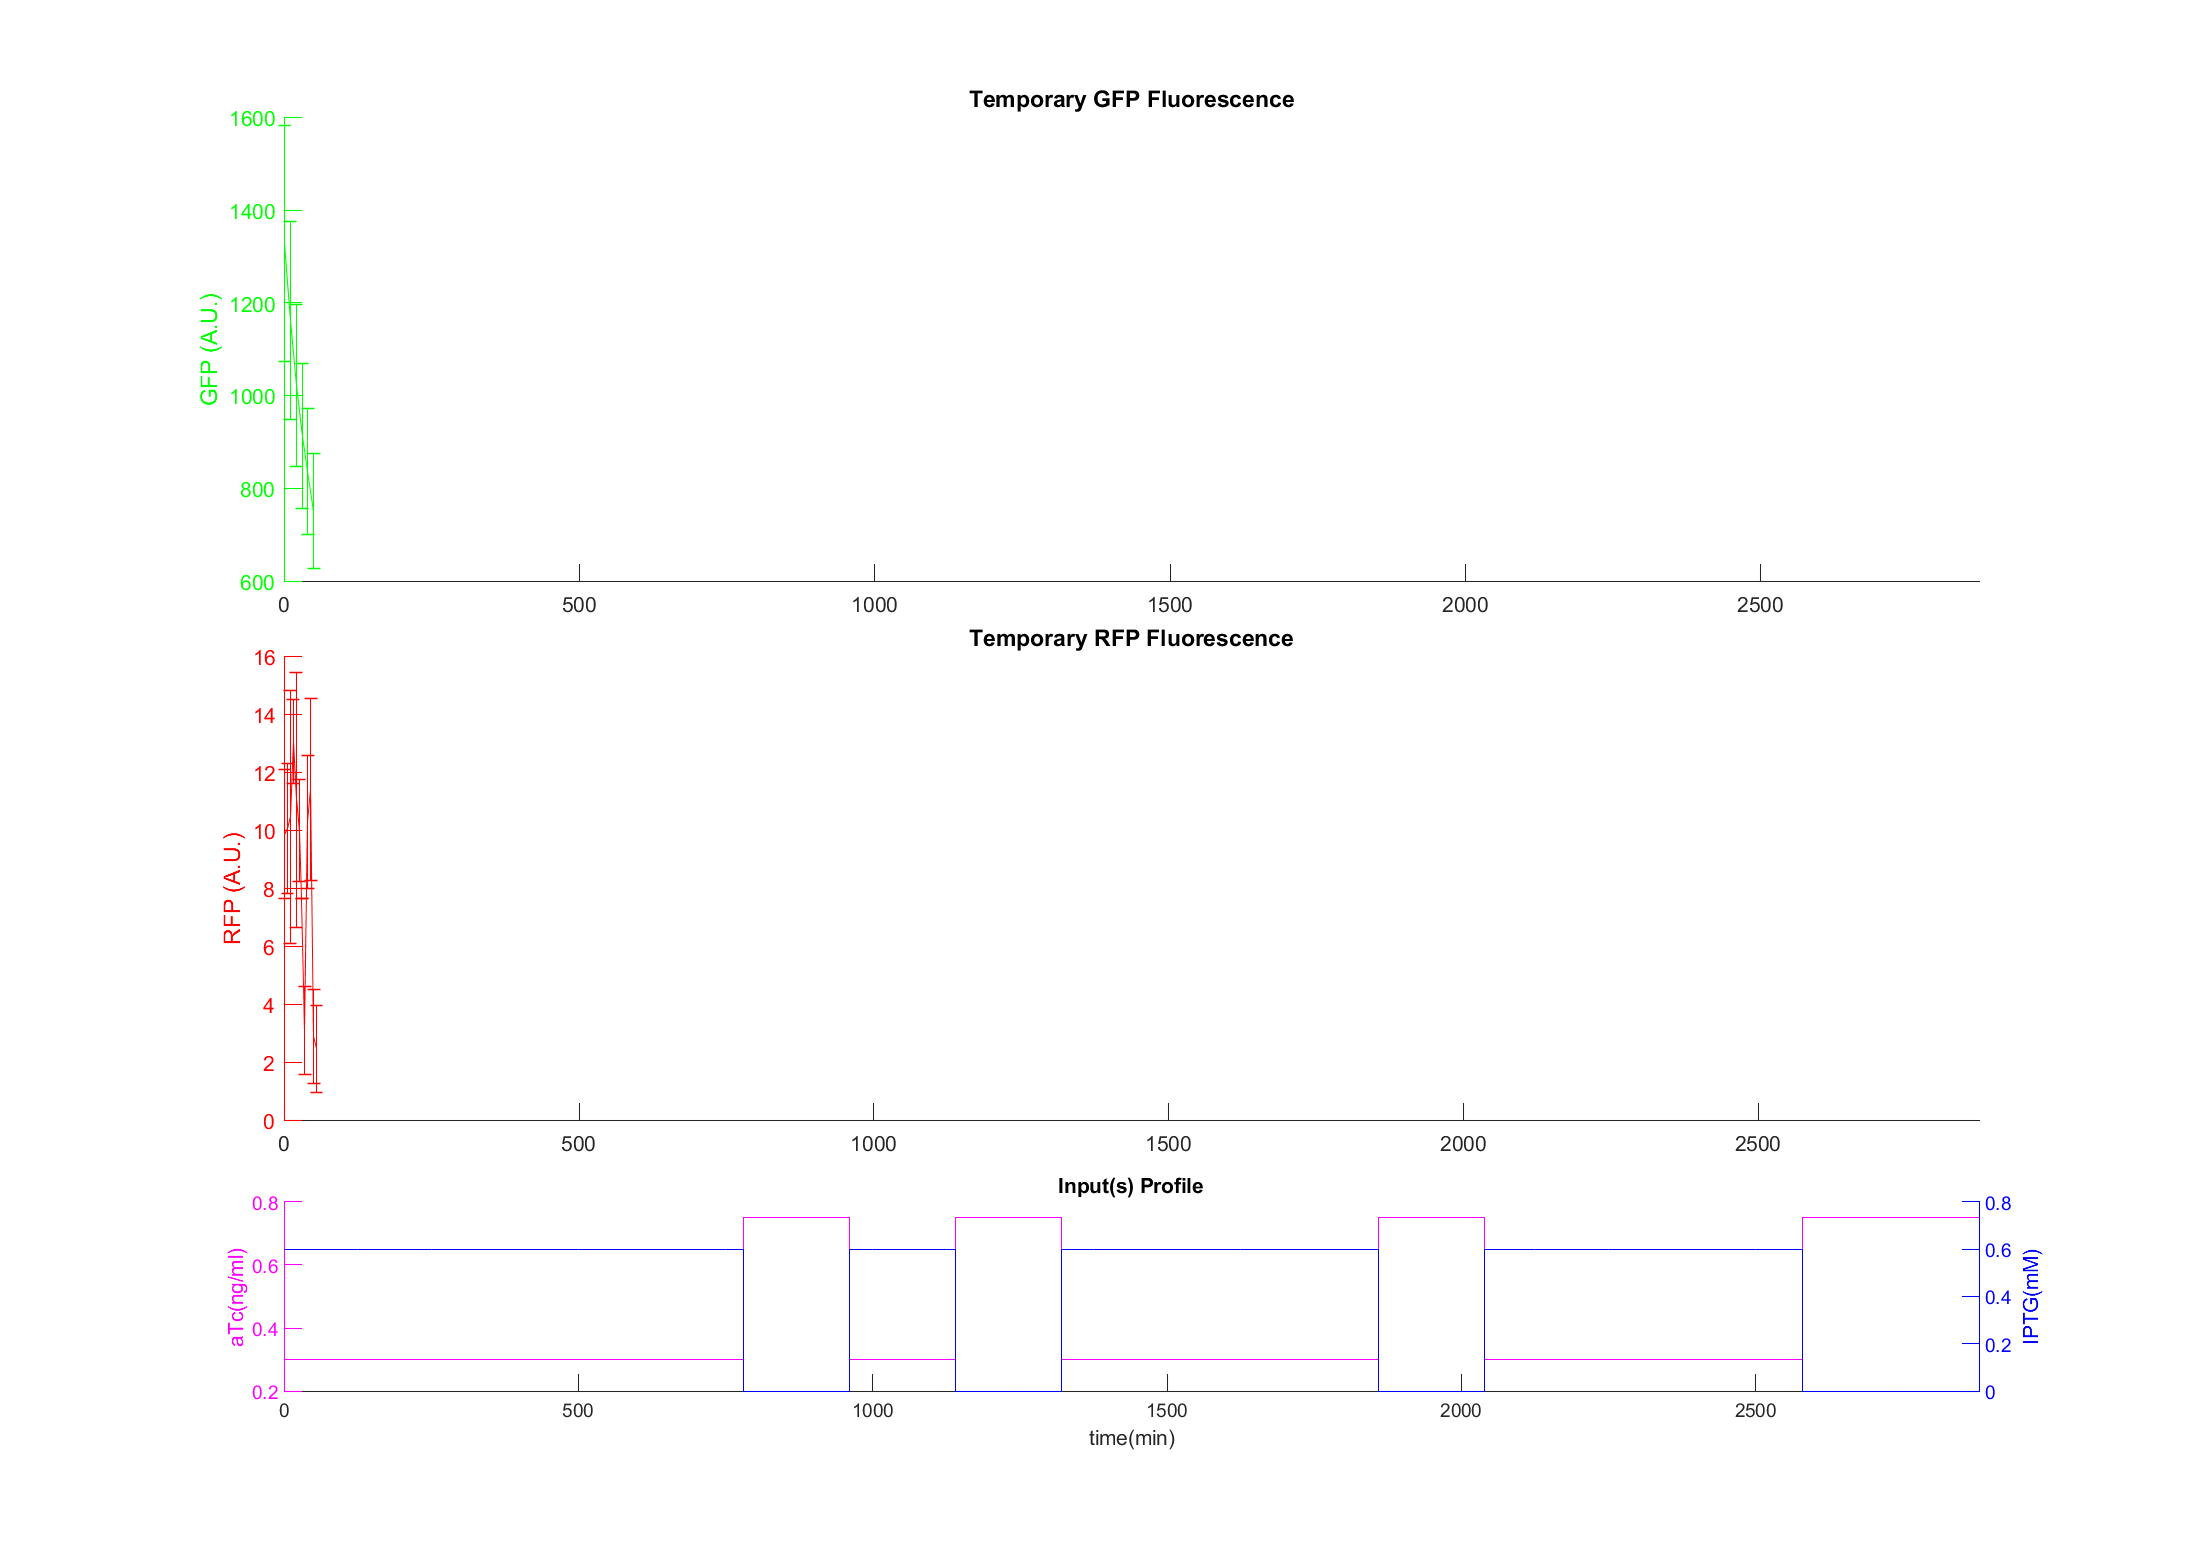 Temporary GFP Fluorescence
1600
1400
1200
1000
800
600
GFP (A.U.)
0 500 1000 1500 2000 2500
Temporary RFP Fluorescence
16
14
12
10
8
6
4
2
0
RFP (A.U.)
0 500 1000 1500 2000 2500
Input(s) Profile
0.8
0.6
0.4
0.2
aTc(ng/ml)
0.8
0.6
0.4
0.2
0
IPTG(mM)
0 500 1000 1500 2000 2500
time(min)